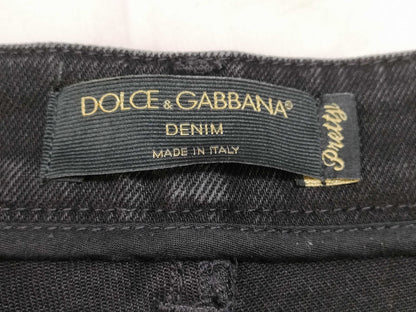 DOLCE & GABBANA®
DENIM
MADE IN ITALY
Pretty